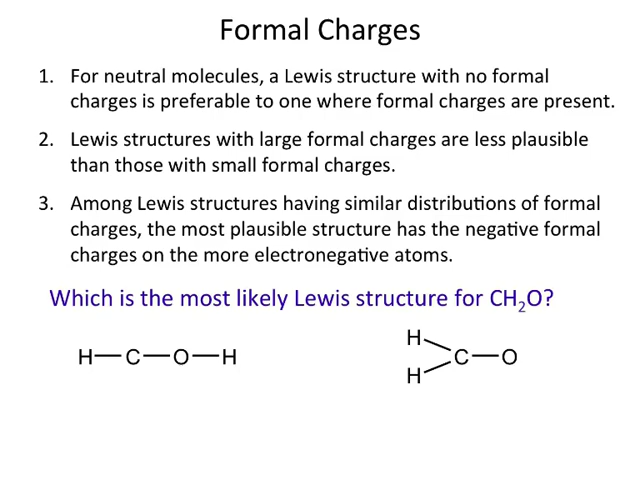 Formal Charges
1. For neutral molecules, a Lewis structure with no formal
charges is preferable to one where formal charges are present.
2. Lewis structures with large formal charges are less plausible
than those with small formal charges.
3. Among Lewis structures having similar distributions of formal
charges, the most plausible structure has the negative formal
charges on the more electronegative atoms.
Which is the most likely Lewis structure for CH₂O?
H—C—O—H
H
C—O
H